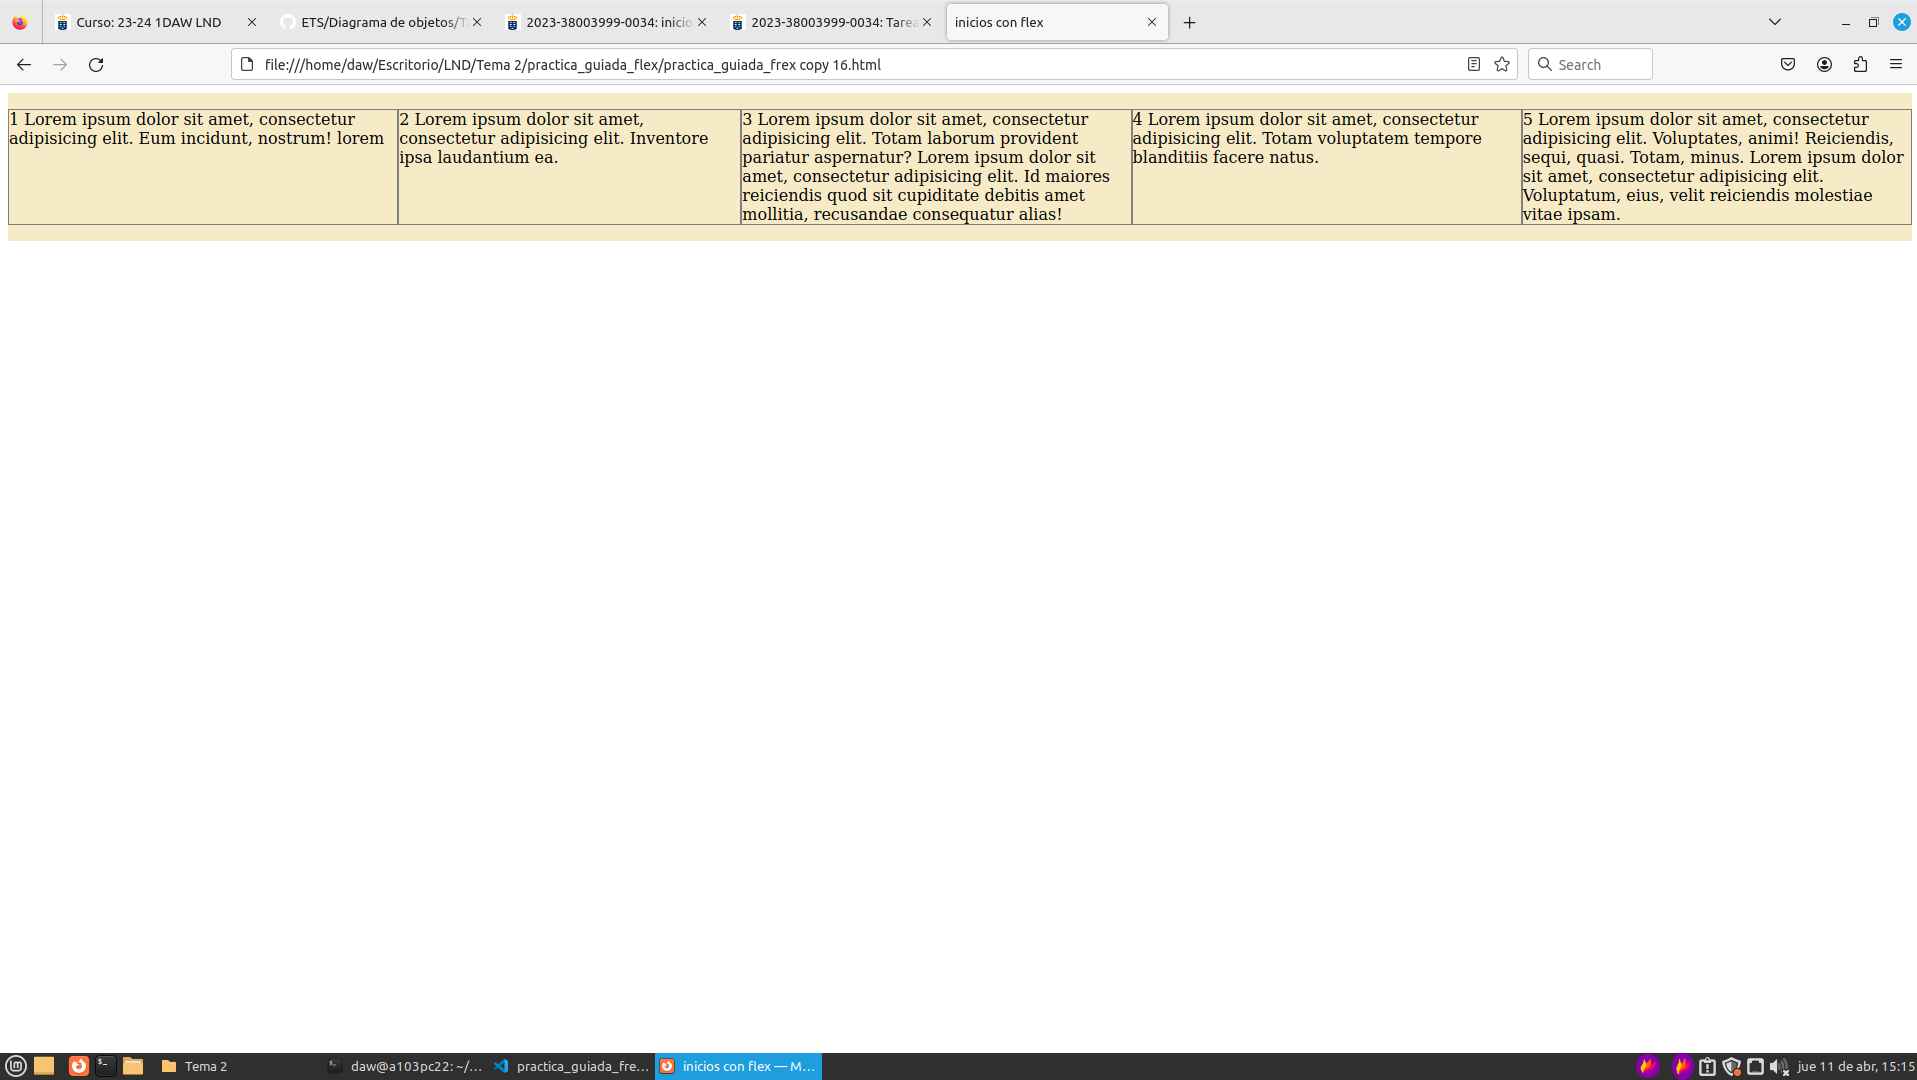 Curso: 23-24 1DAW LND
ETS/Diagrama de objetos/T
2023-38003999-0034: inicio
2023-38003999-0034: Tarea
inicios con flex
file:///home/daw/Escritorio/LND/Tema 2/practica_guiada_flex/practica_guiada_frex copy 16.html
Search
1 Lorem ipsum dolor sit amet, consectetur
adipisicing elit. Eum incidunt, nostrum! lorem
2 Lorem ipsum dolor sit amet,
consectetur adipisicing elit. Inventore
ipsa laudantium ea.
3 Lorem ipsum dolor sit amet, consectetur
adipisicing elit. Totam laborum provident
pariatur aspernatur? Lorem ipsum dolor sit
amet, consectetur adipisicing elit. Id maiores
reiciendis quod sit cupiditate debitis amet
mollitia, recusandae consequatur alias!
4 Lorem ipsum dolor sit amet, consectetur
adipisicing elit. Totam voluptatem tempore
blanditiis facere natus.
5 Lorem ipsum dolor sit amet, consectetur
adipisicing elit. Voluptates, animi! Reiciendis,
sequi, quasi. Totam, minus. Lorem ipsum dolor
sit amet, consectetur adipisicing elit.
Voluptatum, eius, velit reiciendis molestiae
vitae ipsam.
Tema 2
daw@a103pc22: ~/...
practica_guiada_fre...
inicios con flex — M...
jue 11 de abr, 15:15